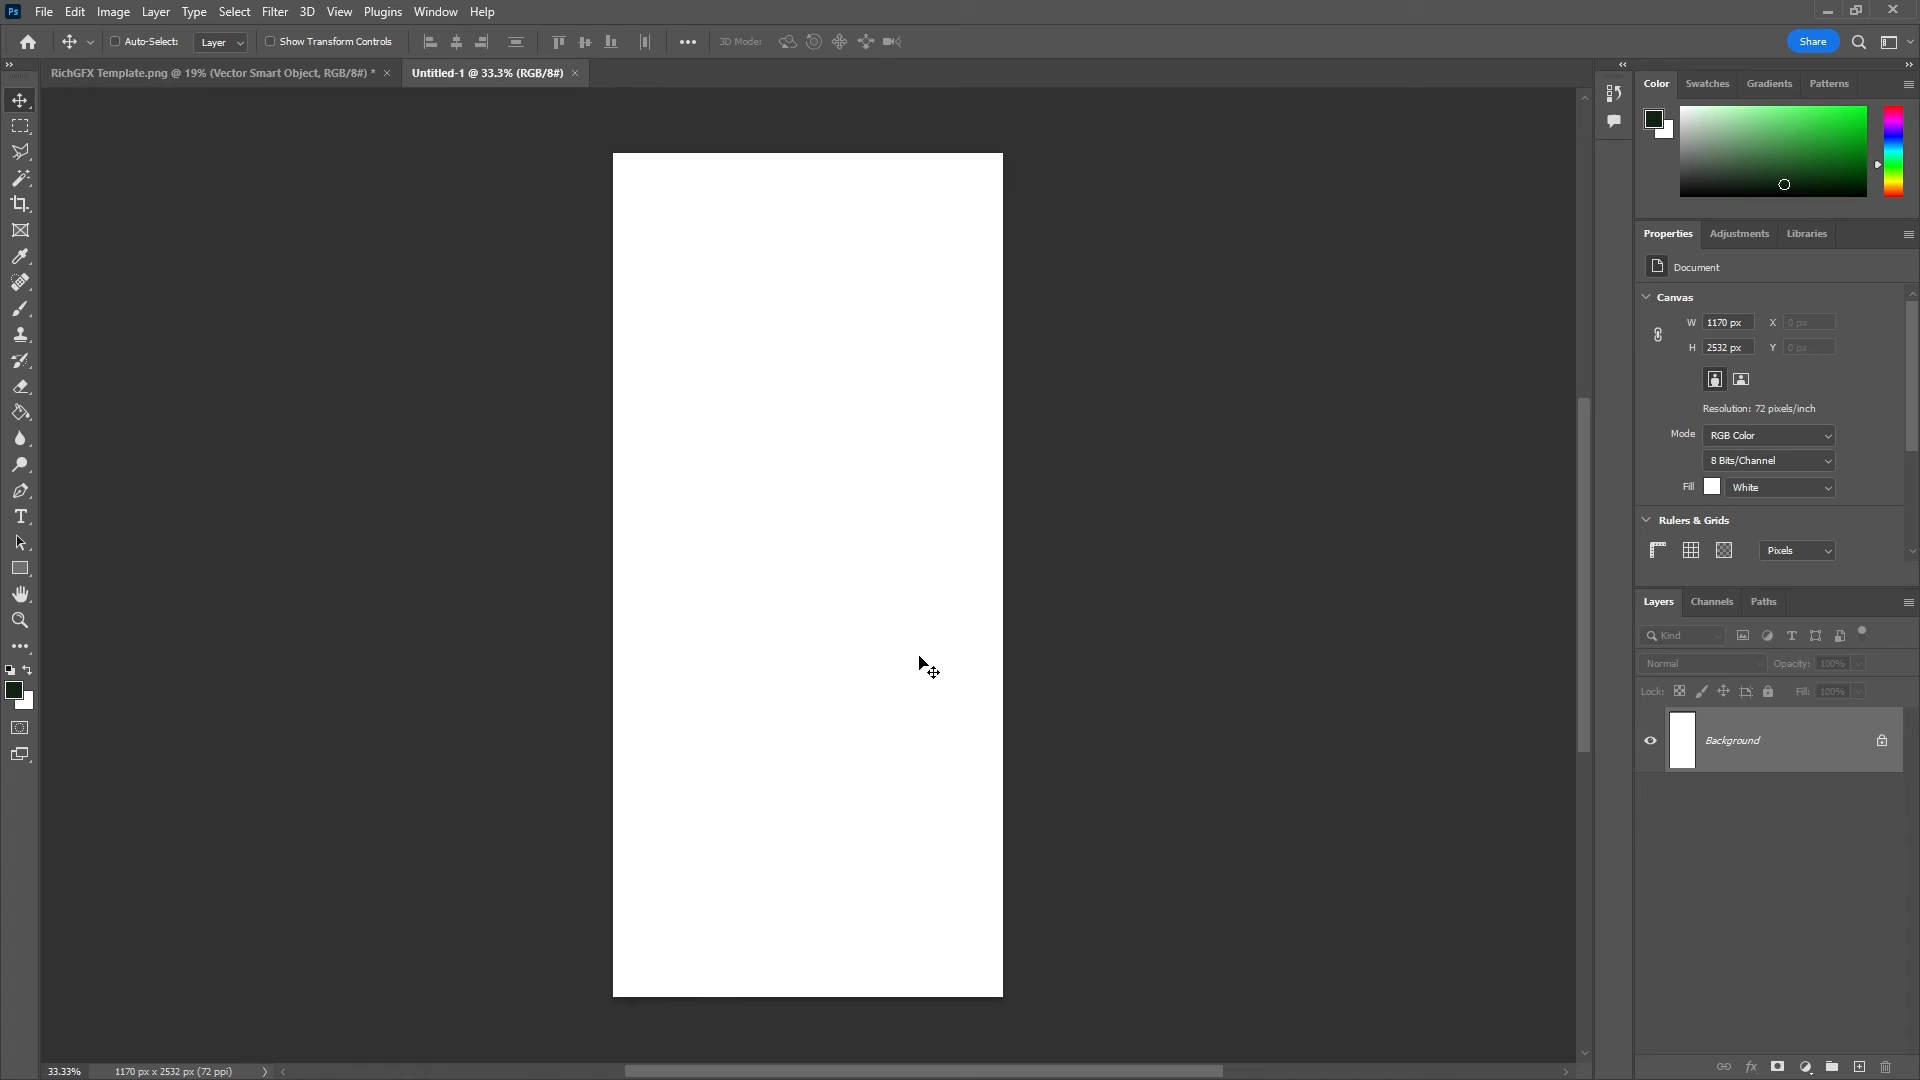 Ps File Edit Image Layer Type Select Filter 3D View Plugins Window Help
Auto-Select: Layer Show Transform Controls 3D Mode: Share
RichGFX Template.png @ 19% (Vector Smart Object, RGB/8#) *
Untitled-1 @ 33.3% (RGB/8#)
Color Swatches Gradients Patterns
Properties Adjustments Libraries
Document
Canvas
W 1170 px X 0 px
H 2532 px Y 0 px
Resolution: 72 pixels/inch
Mode RGB Color
8 Bits/Channel
Fill White
Rulers & Grids
Pixels
Layers Channels Paths
Kind
Normal Opacity: 100%
Lock: Fill: 100%
Background
33.33% 1170 px x 2532 px (72 ppi)